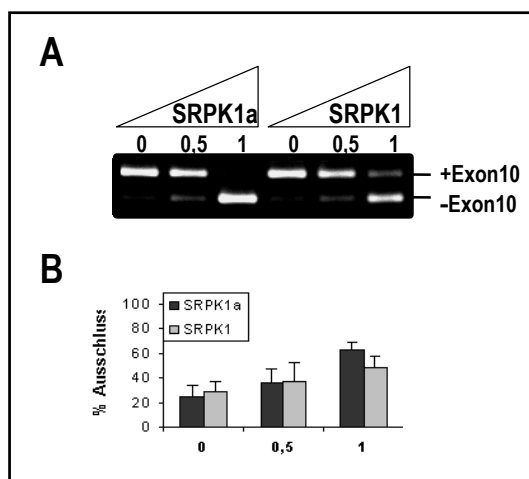 A
SRPK1a SRPK1
0 0,5 1 0 0,5 1
+Exon10
-Exon10
B
% Ausschluss
100
80
60
40
20
0
SRPK1a
SRPK1
0 0,5 1